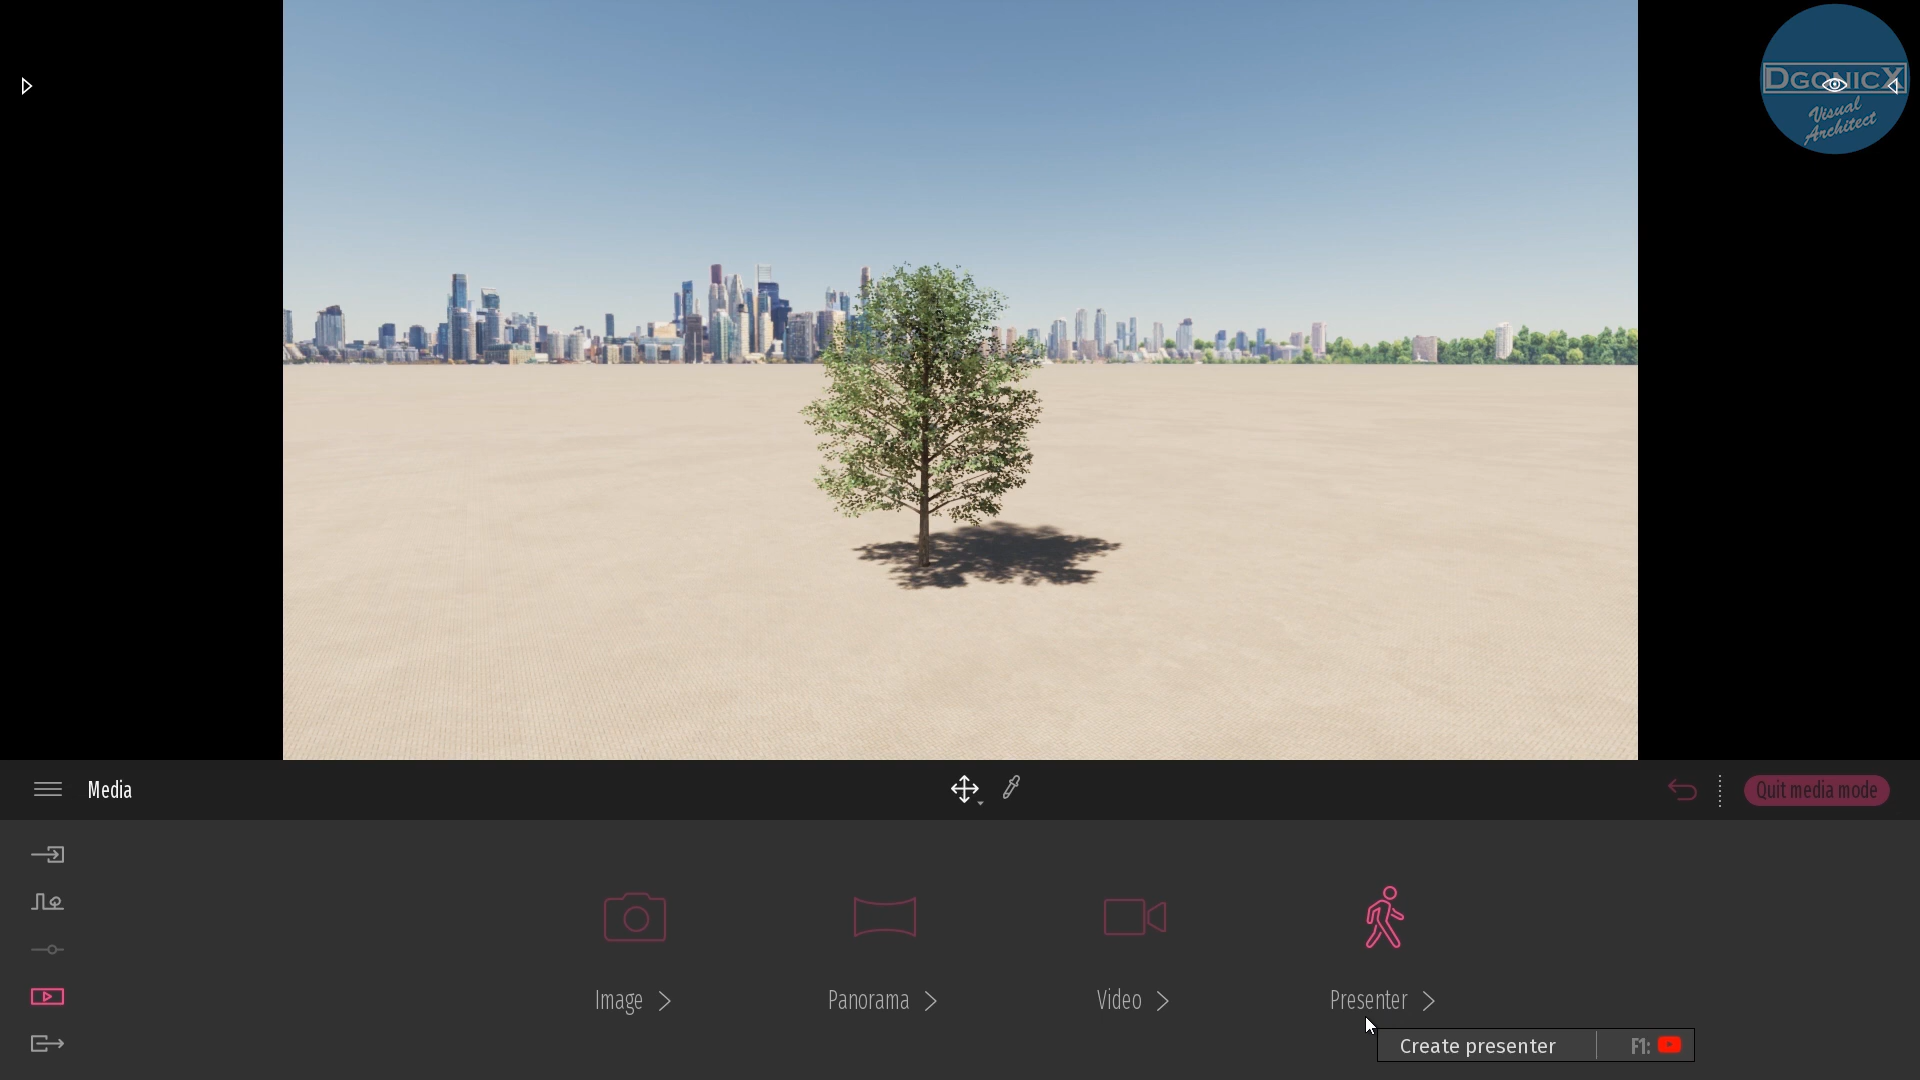 DGONICX
Visual
Architect
Media
Quit media mode
Image
Panorama
Video
Presenter
Create presenter
F1: